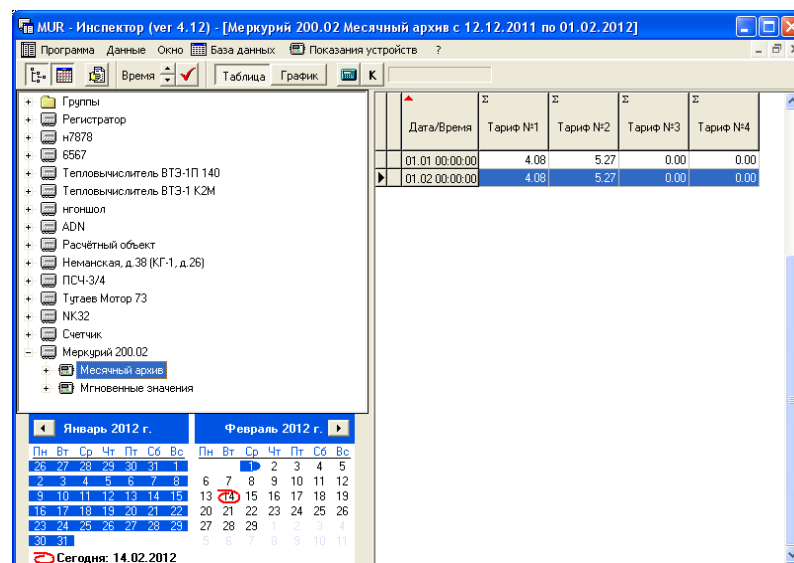 MUR - Инспектор (ver 4.12) - [Меркурий 200.02 Месячный архив с 12.12.2011 по 01.02.2012]
Программа Данные Окно База данных Показания устройств ?
Время Таблица График К
Группы
Регистратор
н7878
6567
Тепловычислитель ВТЭ-1П 140
Тепловычислитель ВТЭ-1 К2М
нгоншол
ADN
Расчётный объект
Неманская, д.38 (КГ-1, д.26)
ПСЧ-3/4
Тутаев Мотор 73
NK32
Счетчик
Меркурий 200.02
Месячный архив
Мгновенные значения
Σ Σ Σ Σ
Дата/Время Тариф №1 Тариф №2 Тариф №3 Тариф №4
01.01 00:00:00 4.08 5.27 0.00 0.00
01.02 00:00:00 4.08 5.27 0.00 0.00
Январь 2012 г. Февраль 2012 г.
Пн Вт Ср Чт Пт Сб Вс Пн Вт Ср Чт Пт Сб Вс
26 27 28 29 30 31 1 1 2 3 4 5
2 3 4 5 6 7 8 6 7 8 9 10 11 12
9 10 11 12 13 14 15 13 14 15 16 17 18 19
16 17 18 19 20 21 22 20 21 22 23 24 25 26
23 24 25 26 27 28 29 27 28 29 1 2 3 4
30 31 5 6 7 8 9 10 11
Сегодня: 14.02.2012